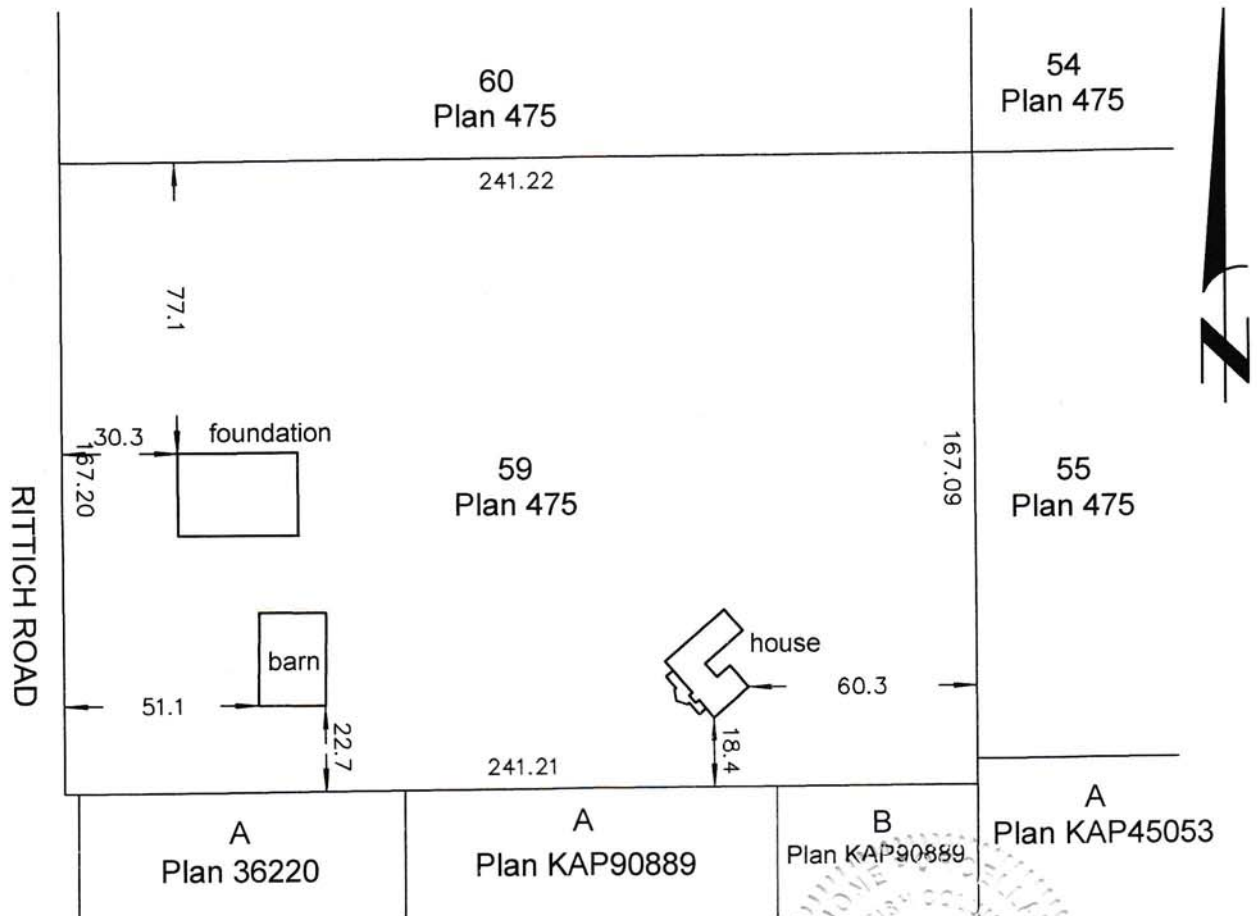 60
Plan 475
54
Plan 475
241.22
77.1
N
30.3
foundation
167.20
59
Plan 475
167.09
55
Plan 475
RITTICH ROAD
barn
house
51.1
60.3
22.7
18.4
241.21
A
Plan 36220
A
Plan KAP90889
B
Plan KAP90889
A
Plan KAP45053